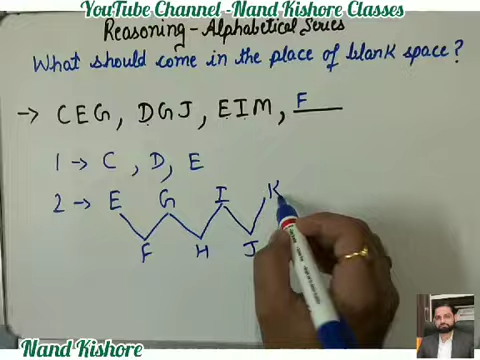 YouTube Channel -Nand Kishore Classes
Reasoning - Alphabetical Series
What should come in the place of blank space?
→ CEG, DGJ, EIM, F
1 → C, D, E
2 → E G I K
F H J
Nand Kishore